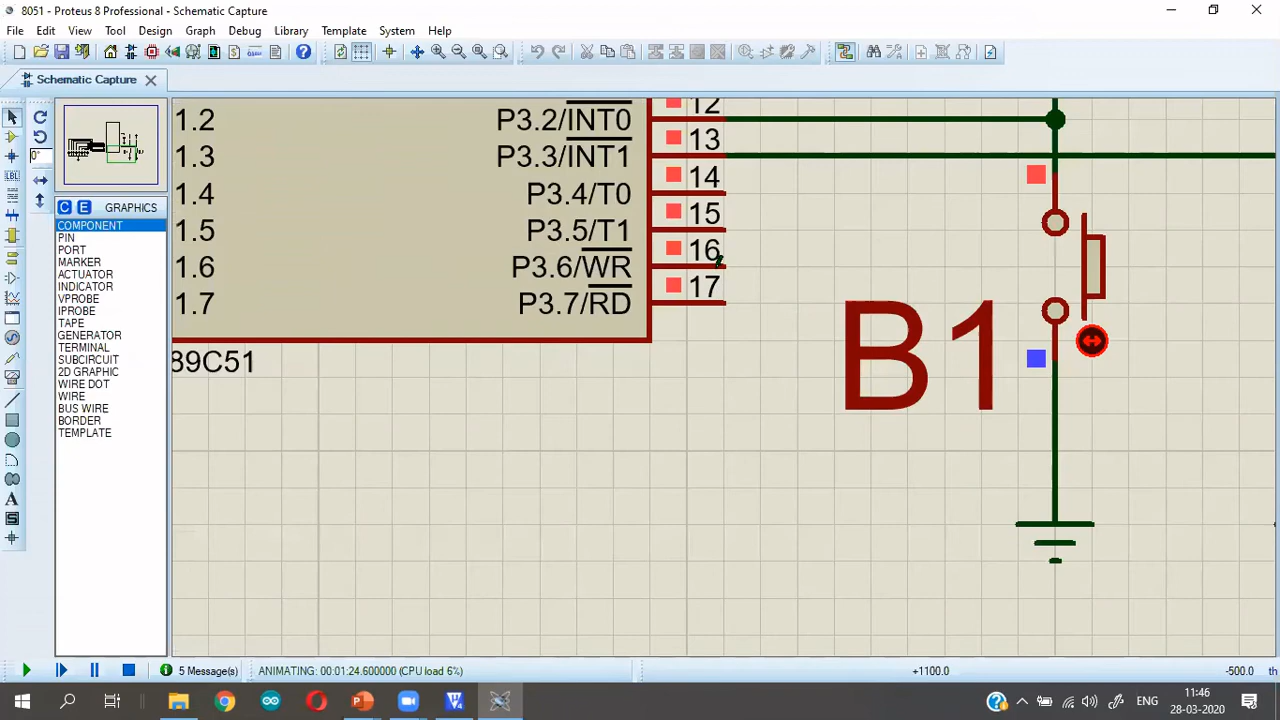 8051 - Proteus 8 Professional - Schematic Capture
File Edit View Tool Design Graph Debug Library Template System Help
Schematic Capture
0°
C E GRAPHICS
COMPONENT
PIN
PORT
MARKER
ACTUATOR
INDICATOR
VPROBE
IPROBE
TAPE
GENERATOR
TERMINAL
SUBCIRCUIT
2D GRAPHIC
WIRE DOT
WIRE
BUS WIRE
BORDER
TEMPLATE
LBL
A
S
12
1.2 P3.2/INT0
13
1.3 P3.3/INT1
14
1.4 P3.4/T0
15
1.5 P3.5/T1
16
1.6 P3.6/WR
17
1.7 P3.7/RD
89C51
B1
5 Message(s) ANIMATING: 00:01:24.600000 (CPU load 6%) +1100.0 -500.0 th
ENG 11:46
28-03-2020